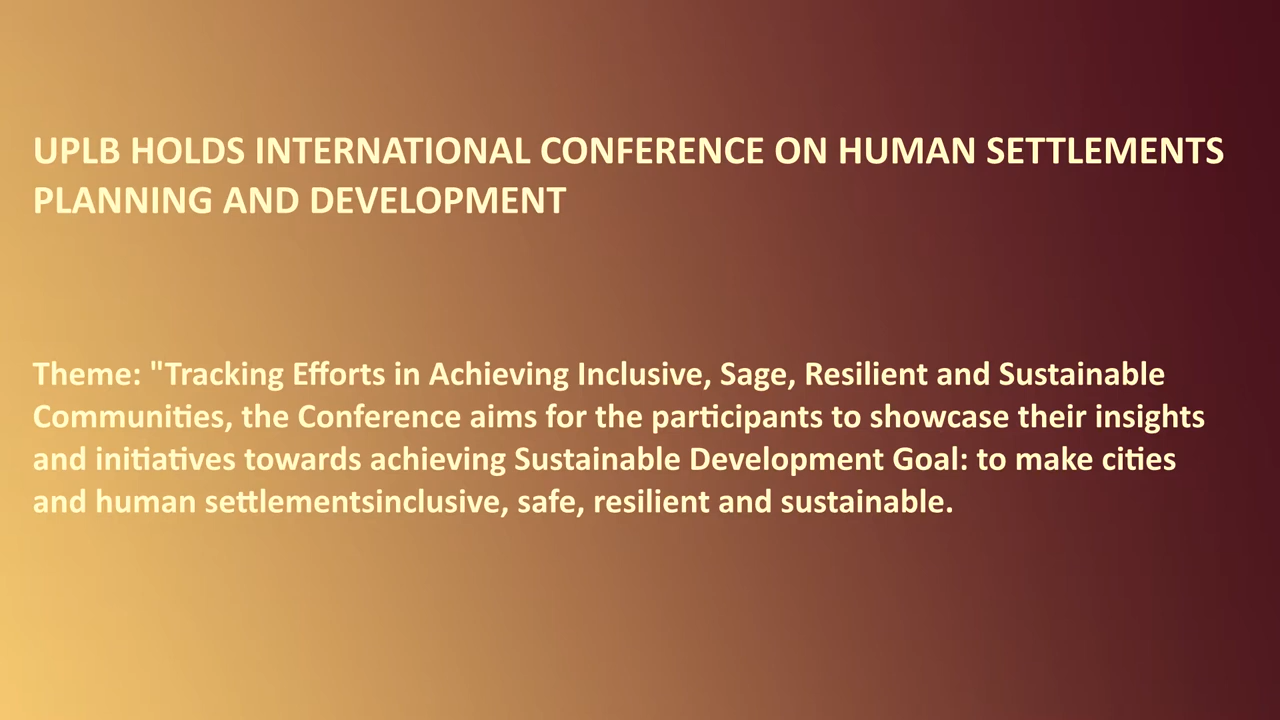 UPLB HOLDS INTERNATIONAL CONFERENCE ON HUMAN SETTLEMENTS
PLANNING AND DEVELOPMENT
Theme: "Tracking Efforts in Achieving Inclusive, Sage, Resilient and Sustainable
Communities, the Conference aims for the participants to showcase their insights
and initiatives towards achieving Sustainable Development Goal: to make cities
and human settlementsinclusive, safe, resilient and sustainable.